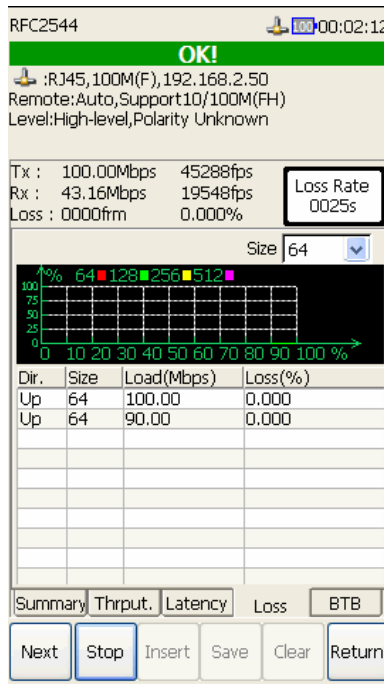 RFC2544 100 00:02:12
OK!
:RJ45,100M(F),192.168.2.50
Remote:Auto,Support10/100M(FH)
Level:High-level,Polarity Unknown
Tx : 100.00Mbps 45288fps
Rx : 43.16Mbps 19548fps
Loss : 0000frm 0.000%
Loss Rate
0025s
Size 64
% 64 128 256 512
100
75
50
25
0 10 20 30 40 50 60 70 80 90 100 %
Dir. Size Load(Mbps) Loss(%)
Up 64 100.00 0.000
Up 64 90.00 0.000
Summary Thrput. Latency Loss BTB
Next Stop Insert Save Clear Return